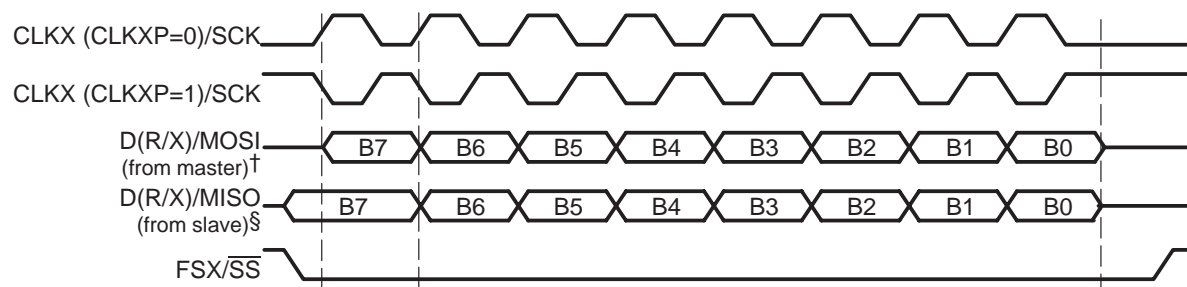 CLKX (CLKXP=0)/SCK
CLKX (CLKXP=1)/SCK
D(R/X)/MOSI
(from master)†
B7 B6 B5 B4 B3 B2 B1 B0
D(R/X)/MISO
(from slave)§
B7 B6 B5 B4 B3 B2 B1 B0
FSX/S̅S̅